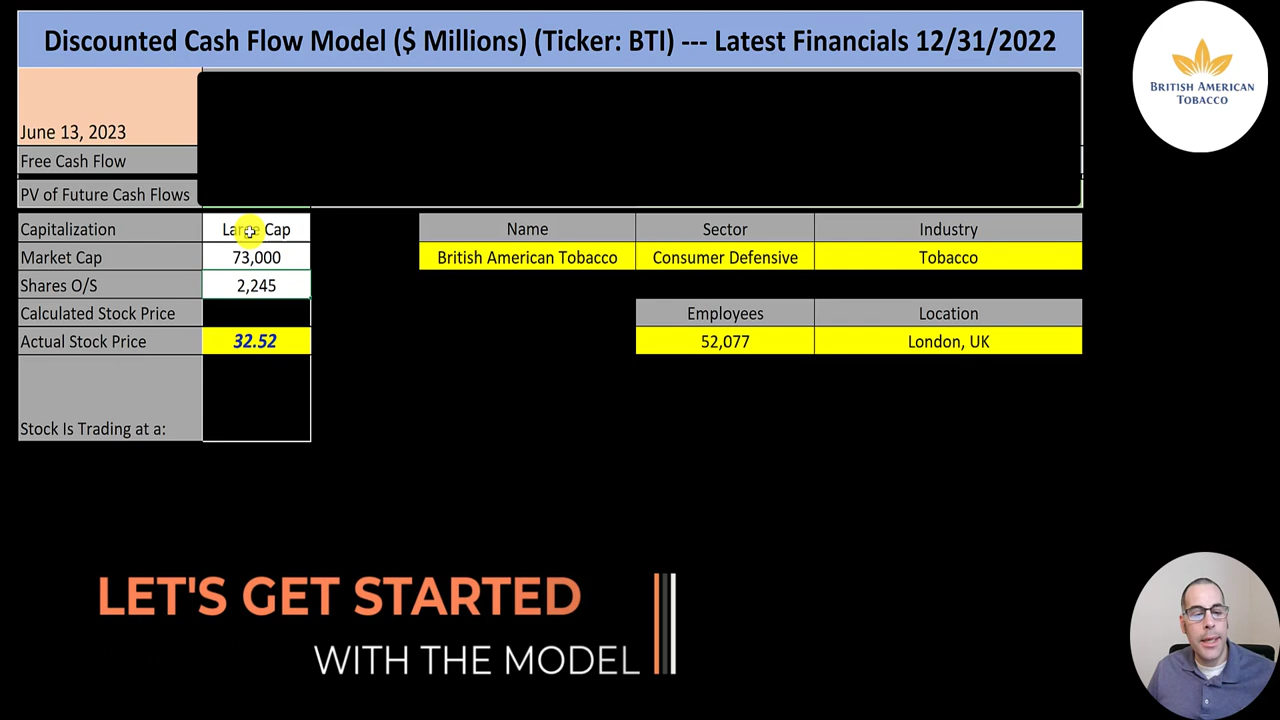 Discounted Cash Flow Model ($ Millions) (Ticker: BTI) --- Latest Financials 12/31/2022
BRITISH AMERICAN
TOBACCO
June 13, 2023
Free Cash Flow
PV of Future Cash Flows
Capitalization Large Cap Name Sector Industry
Market Cap 73,000 British American Tobacco Consumer Defensive Tobacco
Shares O/S 2,245
Calculated Stock Price Employees Location
Actual Stock Price 32.52 52,077 London, UK
Stock Is Trading at a:
LET'S GET STARTED
WITH THE MODEL